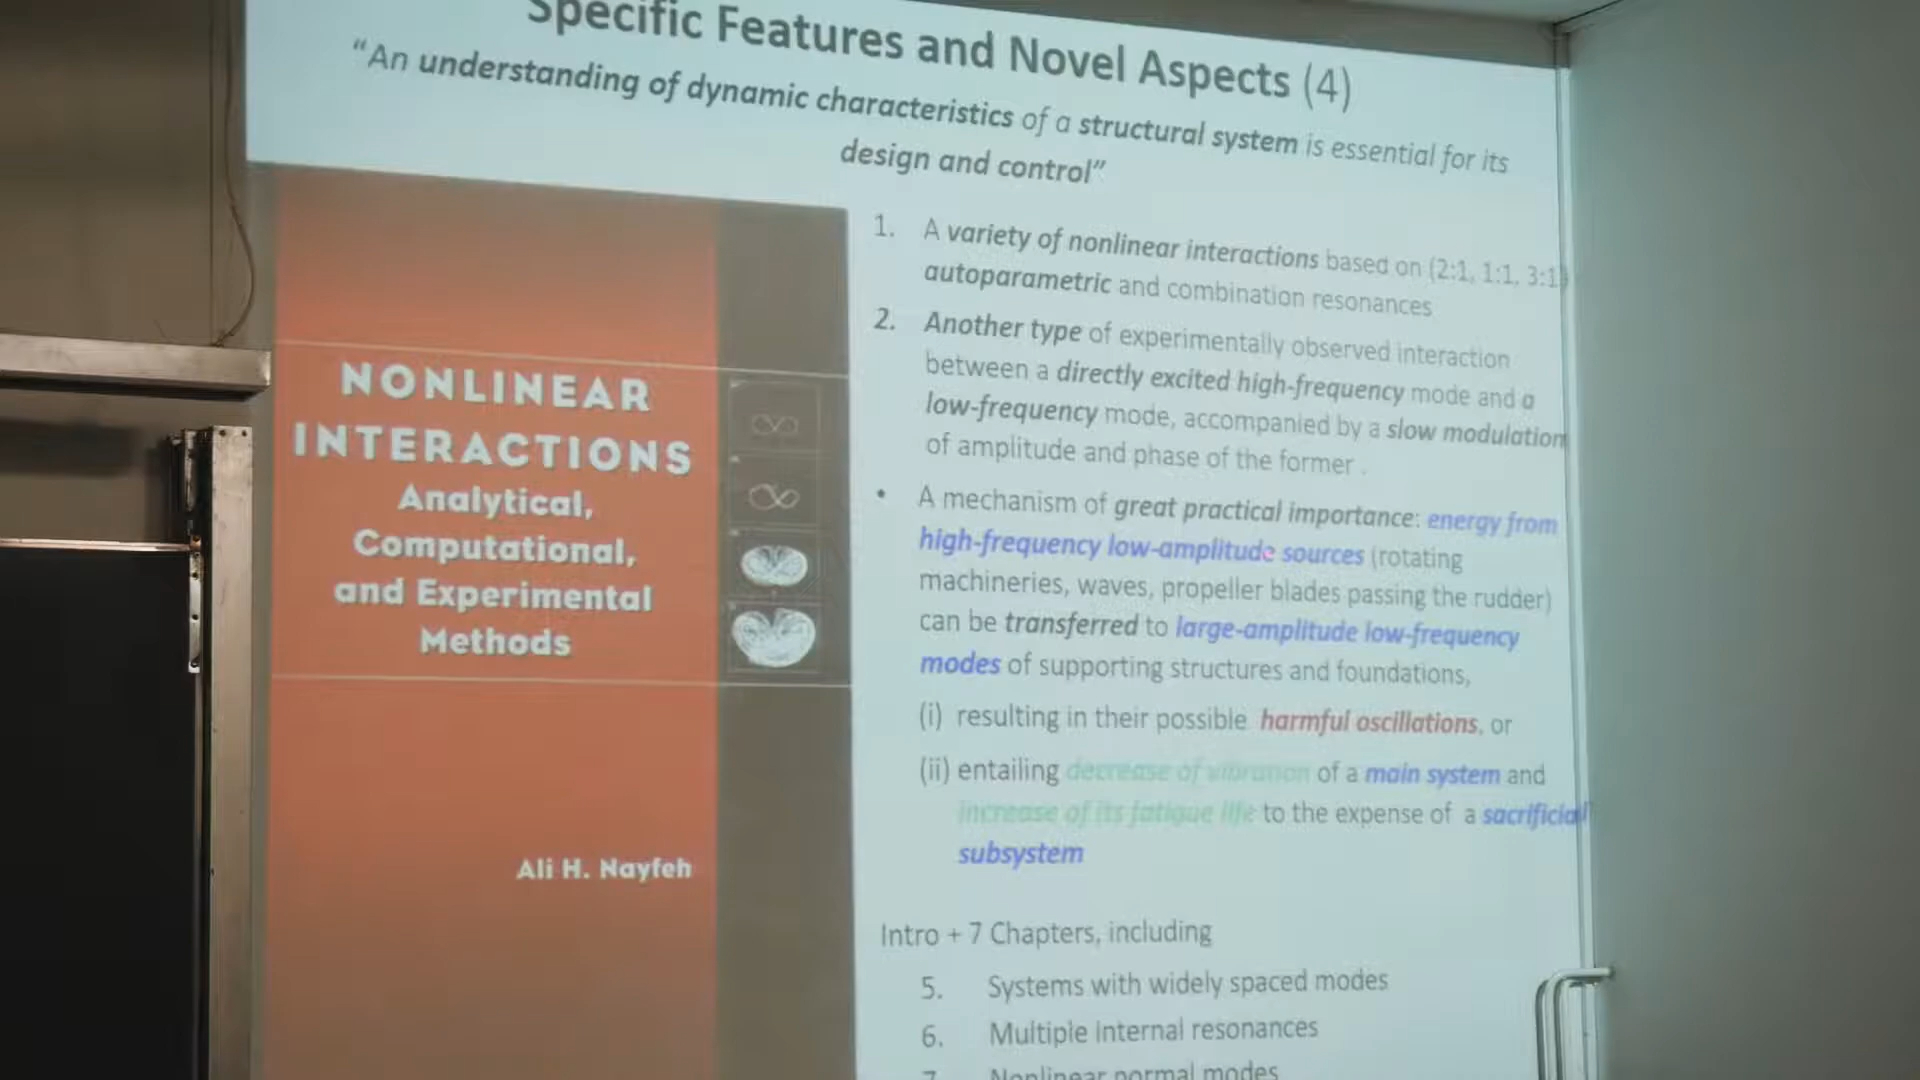 Specific Features and Novel Aspects (4)
"An understanding of dynamic characteristics of a structural system is essential for its
design and control"
NONLINEAR
INTERACTIONS
Analytical,
Computational,
and Experimental
Methods
Ali H. Nayfeh
1. A variety of nonlinear interactions based on (2:1, 1:1, 3:1)
autoparametric and combination resonances
2. Another type of experimentally observed interaction
between a directly excited high-frequency mode and a
low-frequency mode, accompanied by a slow modulation
of amplitude and phase of the former .
• A mechanism of great practical importance: energy from
high-frequency low-amplitude sources (rotating
machineries, waves, propeller blades passing the rudder)
can be transferred to large-amplitude low-frequency
modes of supporting structures and foundations,
(i) resulting in their possible harmful oscillations, or
(ii) entailing decrease of vibration of a main system and
increase of its fatigue life to the expense of a sacrificial
subsystem
Intro + 7 Chapters, including
5. Systems with widely spaced modes
6. Multiple internal resonances
7. Nonlinear normal modes